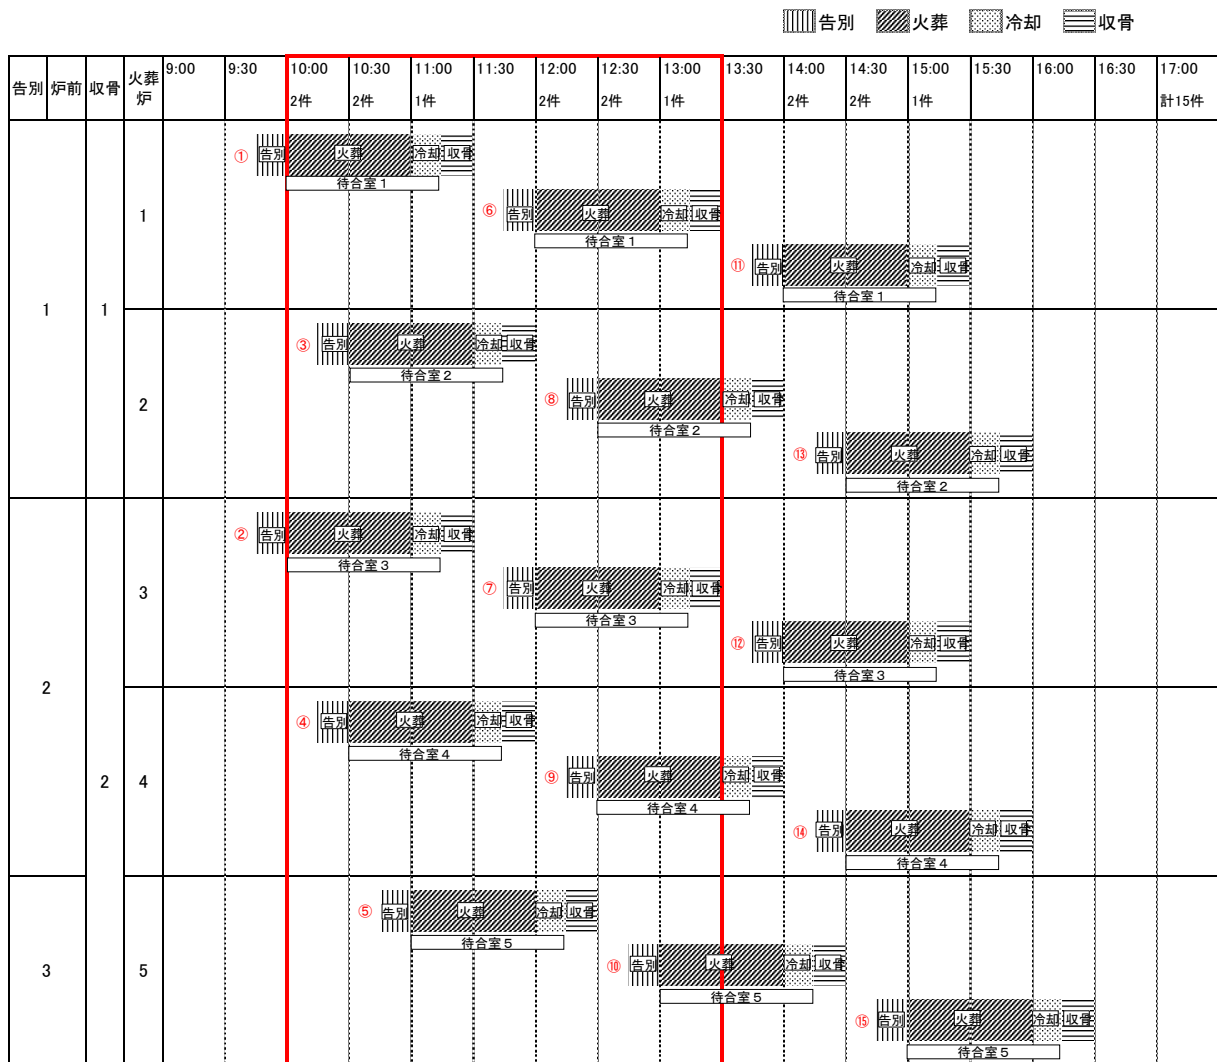 告別 火葬 冷却 収骨
告別 炉前 収骨 火葬炉 9:00 9:30 10:00 10:30 11:00 11:30 12:00 12:30 13:00 13:30 14:00 14:30 15:00 15:30 16:00 16:30 17:00
2件 2件 1件 2件 2件 1件 2件 2件 1件 計15件
① 告別 火葬 冷却 収骨
待合室1
⑥ 告別 火葬 冷却 収骨
待合室1
⑪ 告別 火葬 冷却 収骨
待合室1
1
1 1
③ 告別 火葬 冷却 収骨
待合室2
⑧ 告別 火葬 冷却 収骨
待合室2
⑬ 告別 火葬 冷却 収骨
待合室2
2
② 告別 火葬 冷却 収骨
待合室3
⑦ 告別 火葬 冷却 収骨
待合室3
⑫ 告別 火葬 冷却 収骨
待合室3
3
2
④ 告別 火葬 冷却 収骨
待合室4
⑨ 告別 火葬 冷却 収骨
待合室4
⑭ 告別 火葬 冷却 収骨
待合室4
2 4
⑤ 告別 火葬 冷却 収骨
待合室5
⑩ 告別 火葬 冷却 収骨
待合室5
⑮ 告別 火葬 冷却 収骨
待合室5
3 5